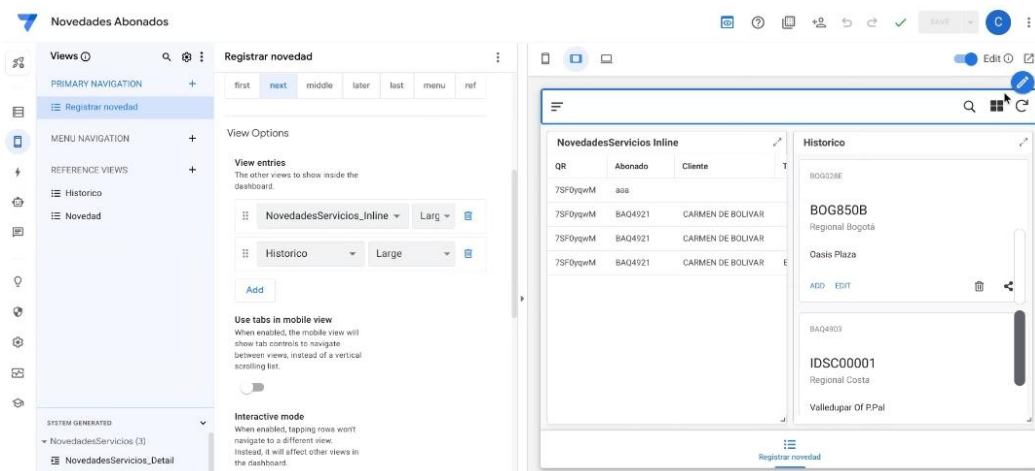 Novedades Abonados
SAVE
C
Views
PRIMARY NAVIGATION
Registrar novedad
MENU NAVIGATION
REFERENCE VIEWS
Historico
Novedad
SYSTEM GENERATED
NovedadesServicios (3)
NovedadesServicios_Detail
Registrar novedad
first next middle later last menu ref
View Options
View entries
The other views to show inside the
dashboard.
NovedadesServicios_Inline Larg
Historico Large
Add
Use tabs in mobile view
When enabled, the mobile view will
show tab controls to navigate
between views, instead of a vertical
scrolling list.
Interactive mode
When enabled, tapping rows won't
navigate to a different view.
Instead, it will affect other views in
the dashboard.
Edit
NovedadesServicios Inline
QR Abonado Cliente T
7SF0yqwM aaa
7SF0yqwM BAQ4921 CARMEN DE BOLIVAR
7SF0yqwM BAQ4921 CARMEN DE BOLIVAR
7SF0yqwM BAQ4921 CARMEN DE BOLIVAR E
Historico
BOG028E
BOG850B
Regional Bogotá
Oasis Plaza
ADD EDIT
BAQ4903
IDSC00001
Regional Costa
Valledupar Of P.Pal
Registrar novedad